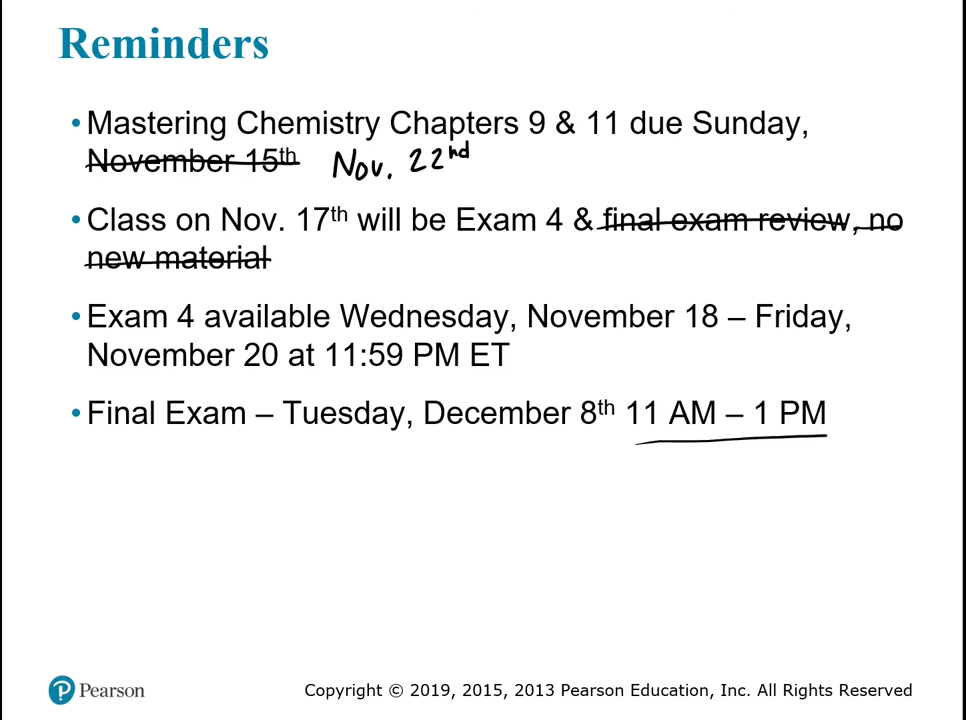 Reminders
• Mastering Chemistry Chapters 9 & 11 due Sunday,
November 15th Nov. 22nd
• Class on Nov. 17th will be Exam 4 & final exam review, no
new material
• Exam 4 available Wednesday, November 18 – Friday,
November 20 at 11:59 PM ET
• Final Exam – Tuesday, December 8th 11 AM – 1 PM
Pearson
Copyright © 2019, 2015, 2013 Pearson Education, Inc. All Rights Reserved